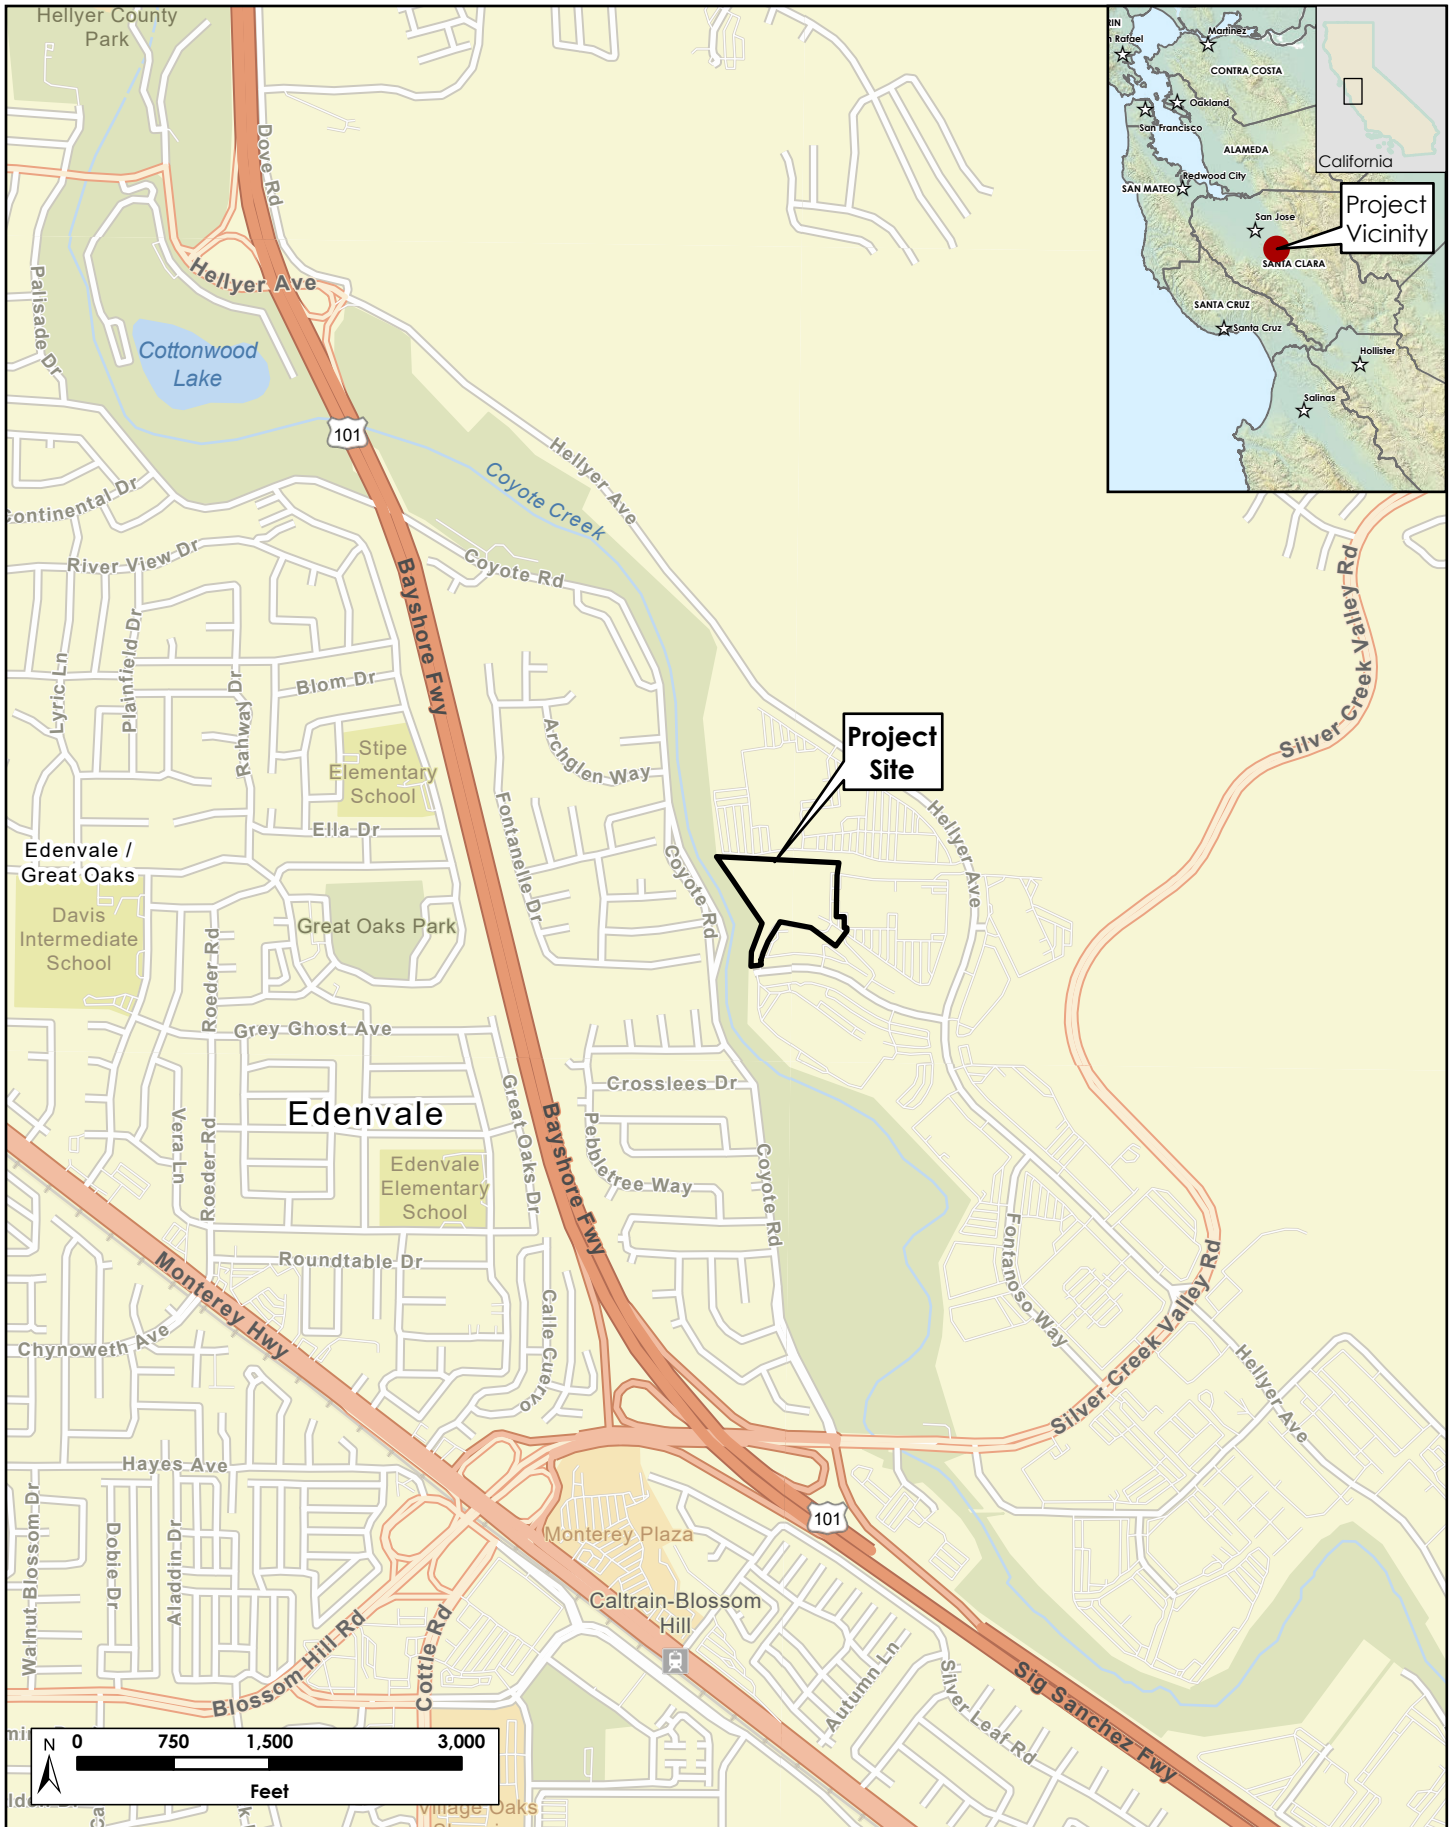 Hellyer County
Park
Dove Rd
Hellyer Ave
Palisade Dr
Cottonwood
Lake
101
Continental Dr
River View Dr
Coyote Creek
Hellyer Ave
Coyote Rd
Bayshore Fwy
Lyric Ln
Plainfield Dr
Rahway Dr
Blom Dr
Stipe
Elementary
School
Archglen Way
Ella Dr
Fontanelle Dr
Coyote Rd
Project
Site
Hellyer Ave
Silver Creek Valley Rd
Edenvale /
Great Oaks
Davis
Intermediate
School
Great Oaks Park
Roeder Rd
Grey Ghost Ave
Edenvale
Vera Ln
Roeder Rd
Great Oaks Dr
Bayshore Fwy
Crosslees Dr
Pebbletree Way
Coyote Rd
Edenvale
Elementary
School
Roundtable Dr
Monterey Hwy
Chynoweth Ave
Calle Cuervo
Fontanoso Way
Silver Creek Valley Rd
Hellyer Ave
Hayes Ave
Walnut Blossom Dr
Dobie Dr
Aladdin Dr
Blossom Hill Rd
Cottle Rd
Monterey Plaza
101
Caltrain-Blossom
Hill
Autumn Ln
Silver Leaf Rd
Sig Sanchez Fwy
Village Oaks
N
0 750 1,500 3,000
Feet
RIN
n Rafael
Martinez
CONTRA COSTA
Oakland
San Francisco
ALAMEDA
Redwood City
SAN MATEO
San Jose
SANTA CLARA
SANTA CRUZ
Santa Cruz
Hollister
Salinas
California
Project
Vicinity